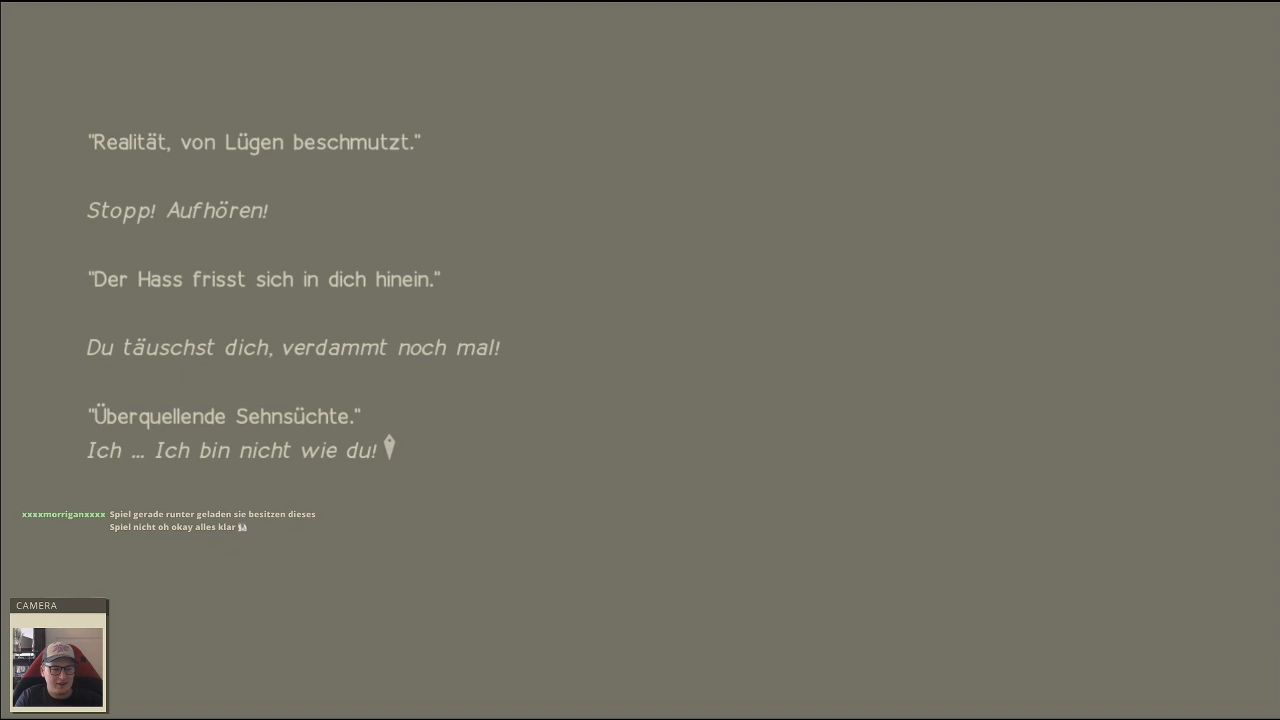 "Realität, von Lügen beschmutzt."
Stopp! Aufhören!
"Der Hass frisst sich in dich hinein."
Du täuschst dich, verdammt noch mal!
"Überquellende Sehnsüchte."
Ich ... Ich bin nicht wie du!
xxxxmorriganxxxx Spiel gerade runter geladen sie besitzen dieses
Spiel nicht oh okay alles klar
CAMERA